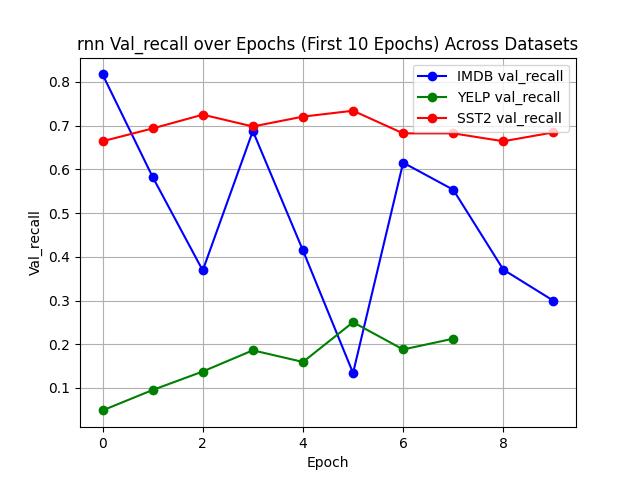 rnn Val_recall over Epochs (First 10 Epochs) Across Datasets
IMDB val_recall
YELP val_recall
SST2 val_recall
Val_recall
0.8
0.7
0.6
0.5
0.4
0.3
0.2
0.1
0 2 4 6 8
Epoch